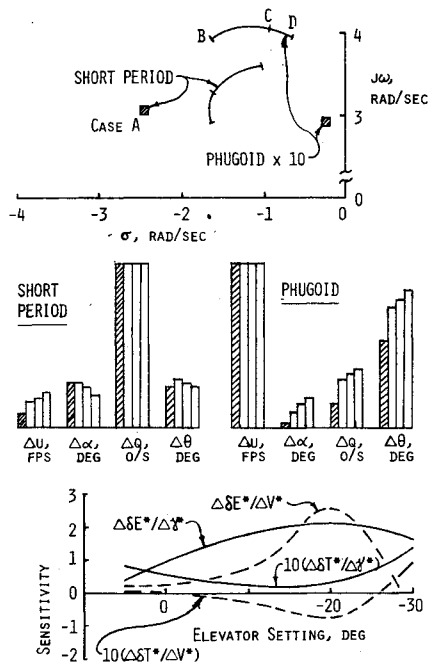 C
B
D
4
Jω,
RAD/SEC
SHORT PERIOD
CASE A
3
PHUGOID x 10
0
-4
-3
-2
-1
0
σ, RAD/SEC
SHORT
PERIOD
PHUGOID
ΔU,
FPS
Δα,
DEG
ΔQ,
O/S
Δθ
DEG
ΔU,
FPS
Δα,
DEG
ΔQ,
O/S
Δθ,
DEG
3
ΔδE*/ΔV*
2
ΔδE*/Δγ*
1
10(ΔδT*/Δγ*)
0
0
-20
-30
-1
ELEVATOR SETTING, DEG
-2
10(ΔδT*/ΔV*)
SENSITIVITY